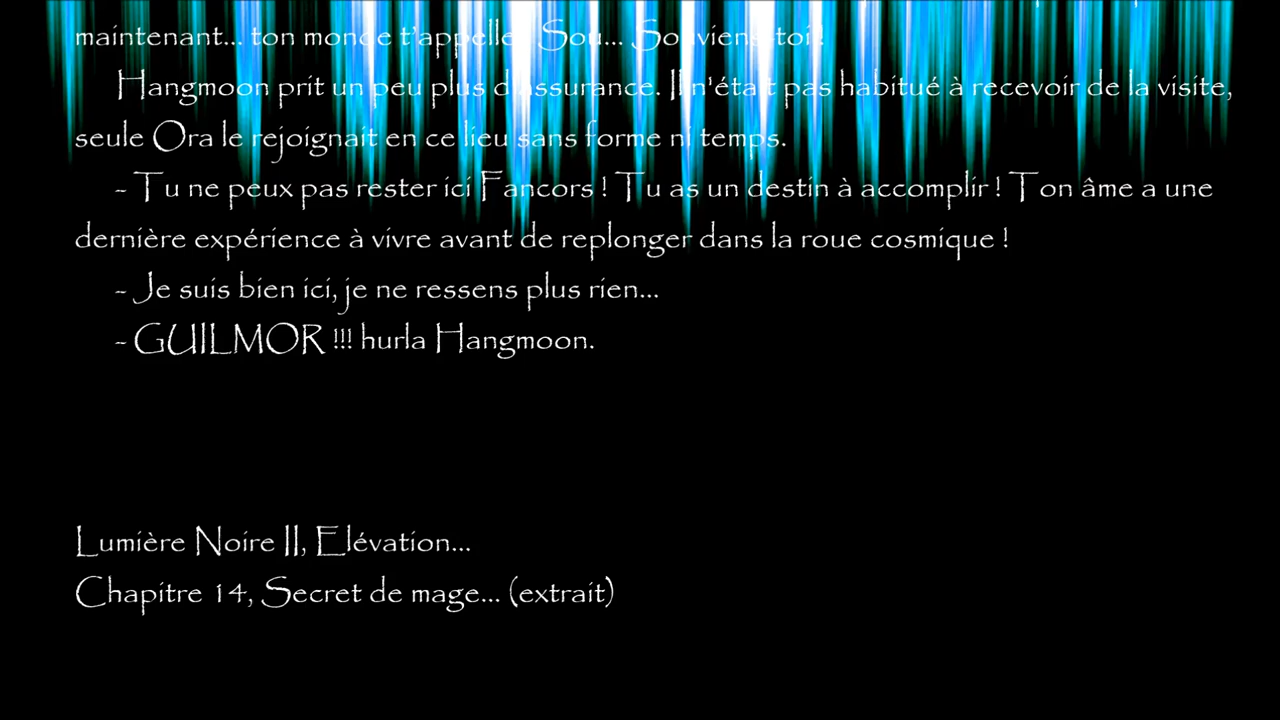 maintenant... ton monde t'appelle! Sou... Souviens-toi !
Hangmoon prit un peu plus d'assurance. Il n'était pas habitué à recevoir de la visite,
seule Ora le rejoignait en ce lieu sans forme ni temps.
- Tu ne peux pas rester ici Fancors ! Tu as un destin à accomplir ! Ton âme a une
dernière expérience à vivre avant de replonger dans la roue cosmique !
- Je suis bien ici, je ne ressens plus rien...
- GUILMOR !!! hurla Hangmoon.
Lumière Noire II, Elévation...
Chapitre 14, Secret de mage... (extrait)